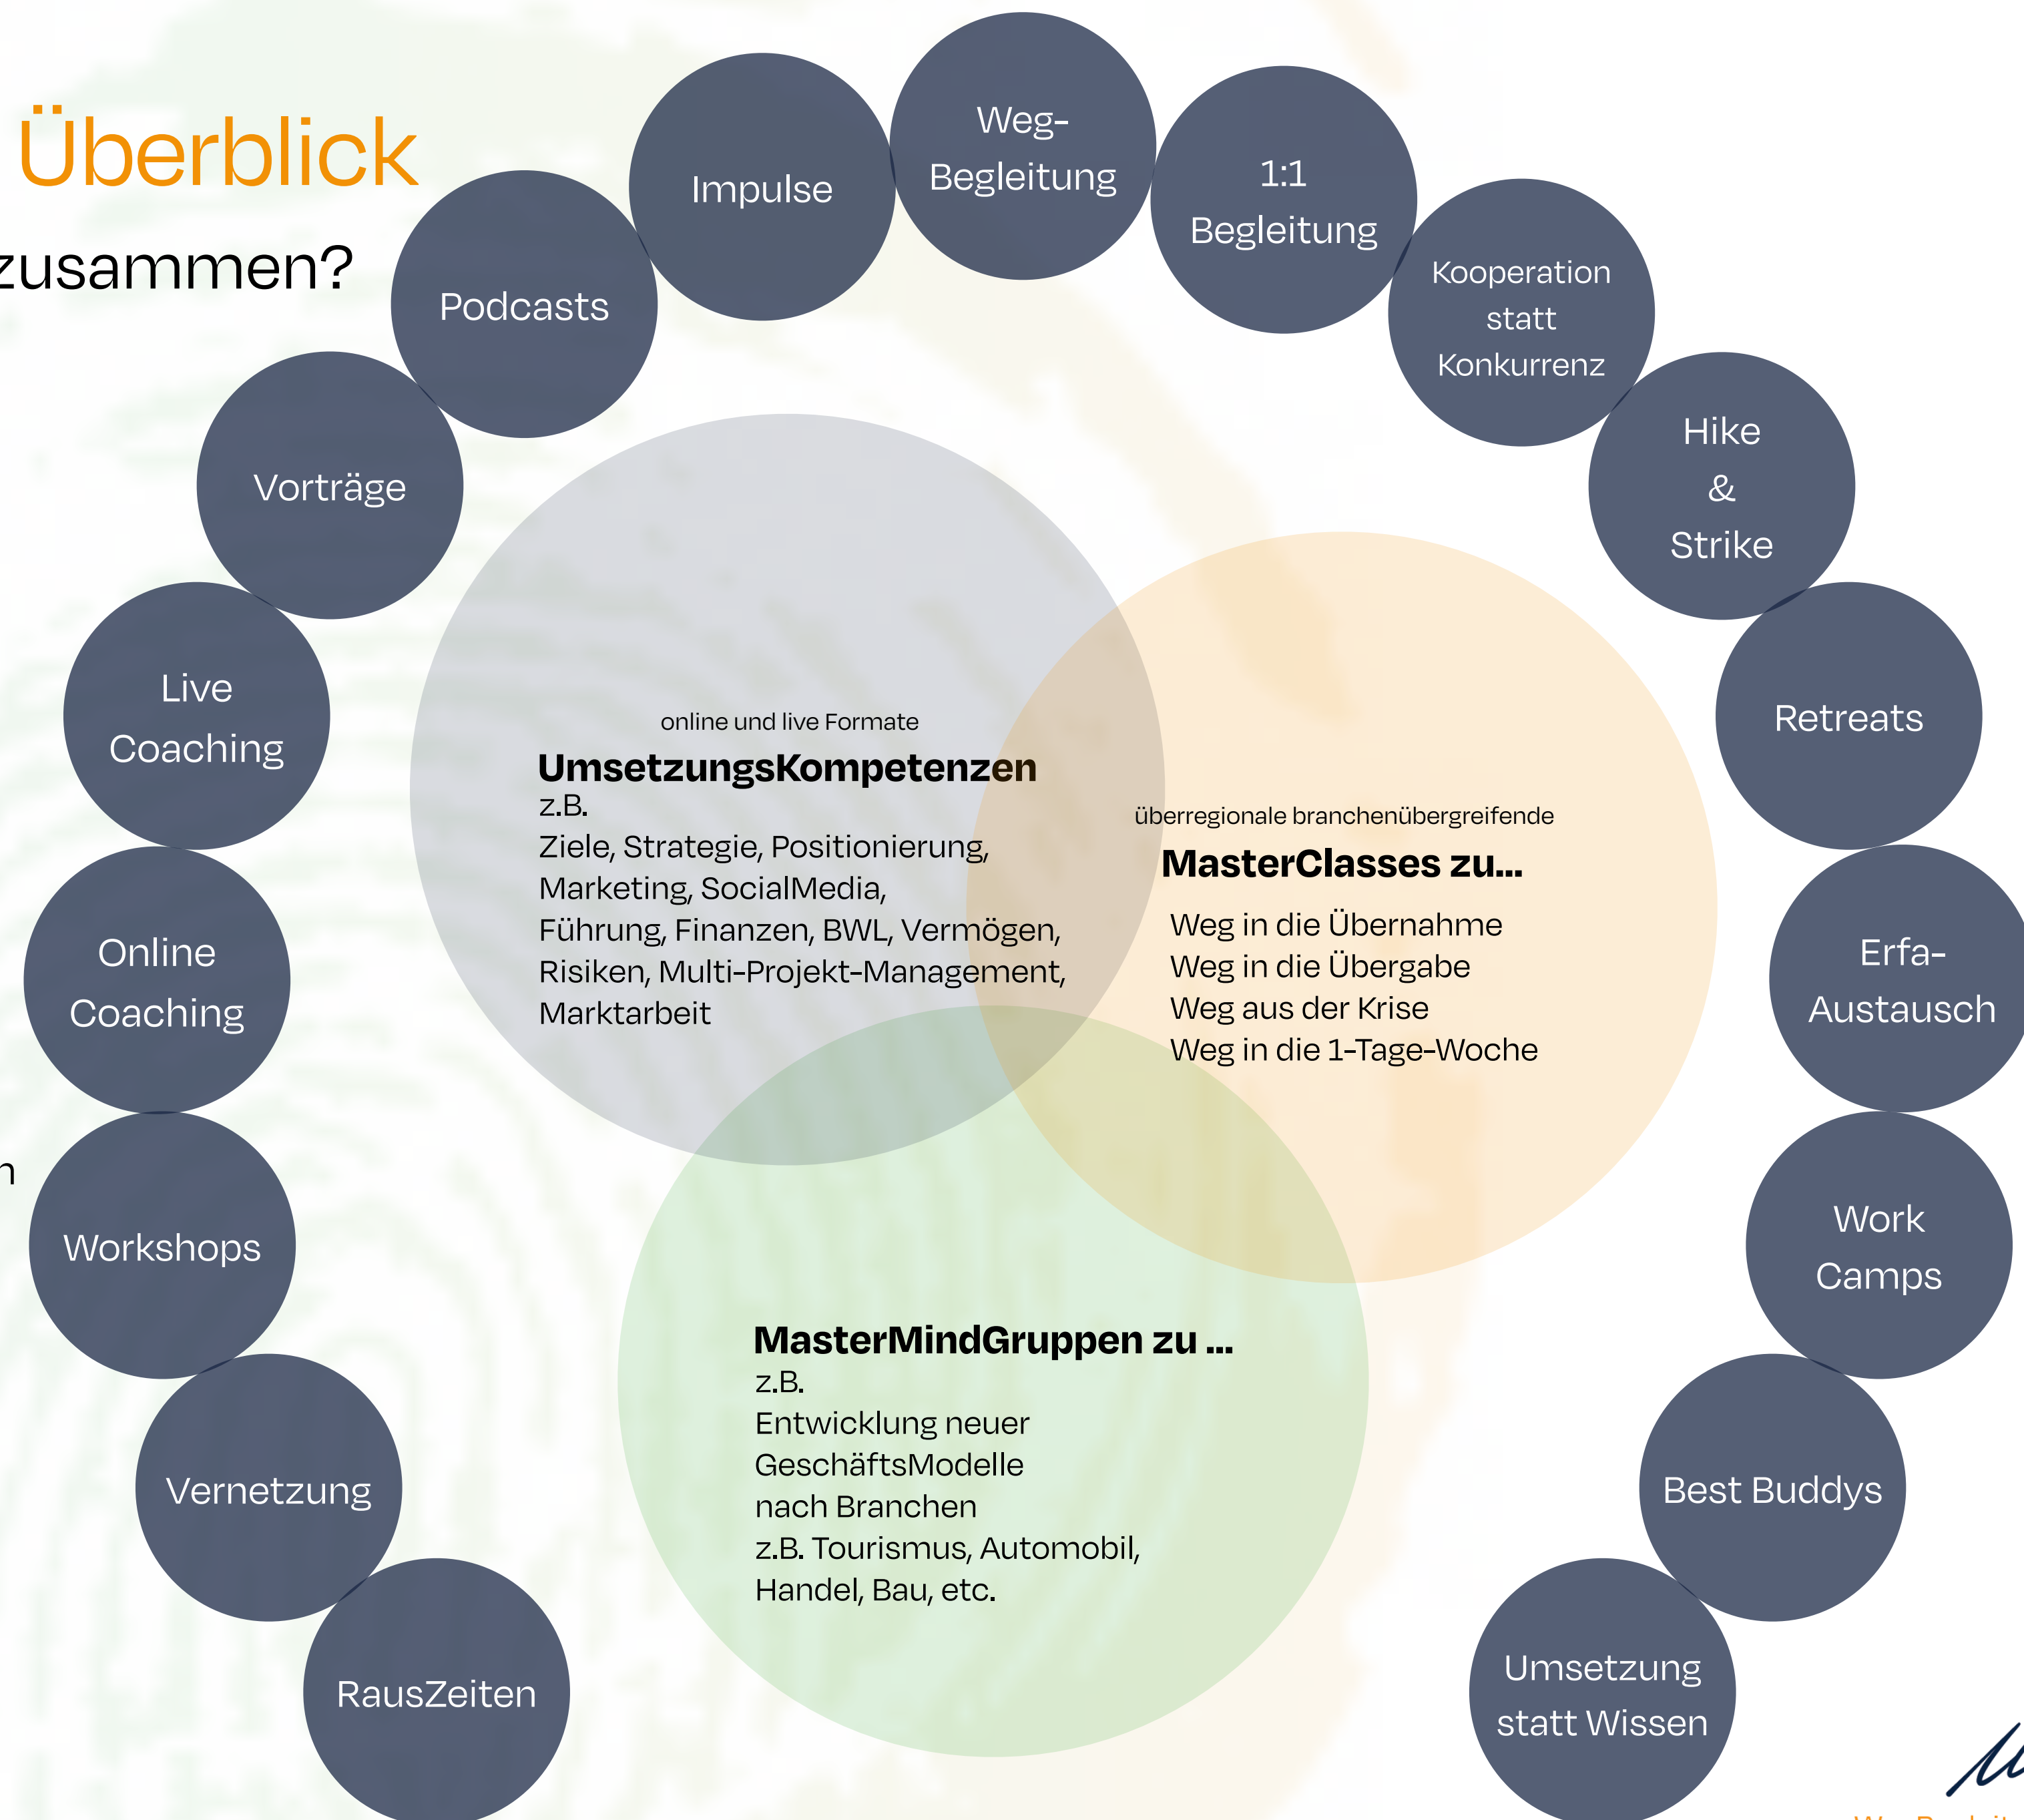 Überblick
zusammen?
Weg-
Begleitung
Impulse
1:1
Begleitung
Podcasts
Kooperation
statt
Konkurrenz
Vorträge
Hike
&
Strike
Live
Coaching
Retreats
online und live Formate
UmsetzungsKompetenzen
z.B.
Ziele, Strategie, Positionierung,
Marketing, SocialMedia,
Führung, Finanzen, BWL, Vermögen,
Risiken, Multi-Projekt-Management,
Marktarbeit
überregionale branchenübergreifende
MasterClasses zu...
Weg in die Übernahme
Weg in die Übergabe
Weg aus der Krise
Weg in die 1-Tage-Woche
Online
Coaching
Erfa-
Austausch
Workshops
Work
Camps
MasterMindGruppen zu ...
z.B.
Entwicklung neuer
GeschäftsModelle
nach Branchen
z.B. Tourismus, Automobil,
Handel, Bau, etc.
Vernetzung
Best Buddys
RausZeiten
Umsetzung
statt Wissen